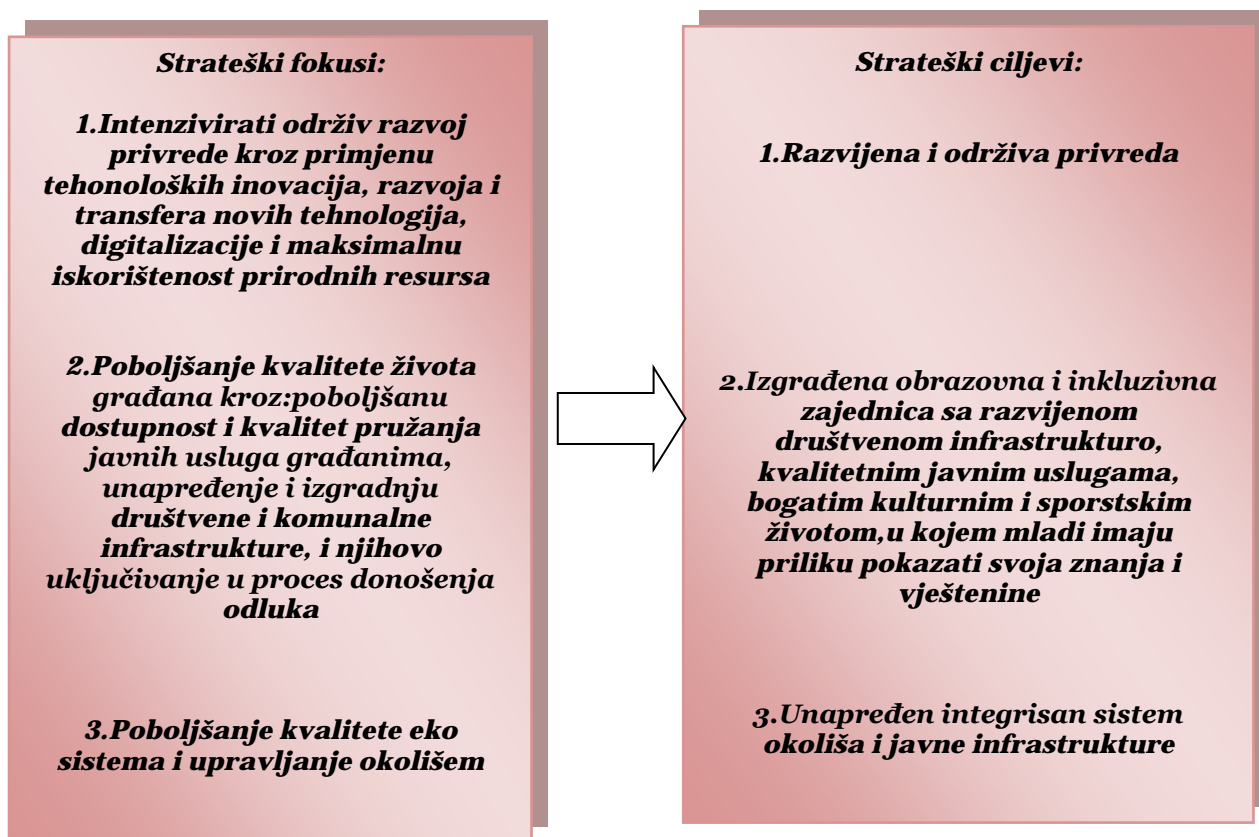 Strateški fokusi:
1.Intenzivirati održiv razvoj
privrede kroz primjenu
tehonoloških inovacija, razvoja i
transfera novih tehnologija,
digitalizacije i maksimalnu
iskorištenost prirodnih resursa
2.Poboljšanje kvalitete života
građana kroz:poboljšanu
dostupnost i kvalitet pružanja
javnih usluga građanima,
unapređenje i izgradnju
društvene i komunalne
infrastrukture, i njihovo
uključivanje u proces donošenja
odluka
3.Poboljšanje kvalitete eko
sistema i upravljanje okolišem
Strateški ciljevi:
1.Razvijena i održiva privreda
2.Izgrađena obrazovna i inkluzivna
zajednica sa razvijenom
društvenom infrastrukturo,
kvalitetnim javnim uslugama,
bogatim kulturnim i sporstskim
životom,u kojem mladi imaju
priliku pokazati svoja znanja i
vještenine
3.Unapređen integrisan sistem
okoliša i javne infrastrukture